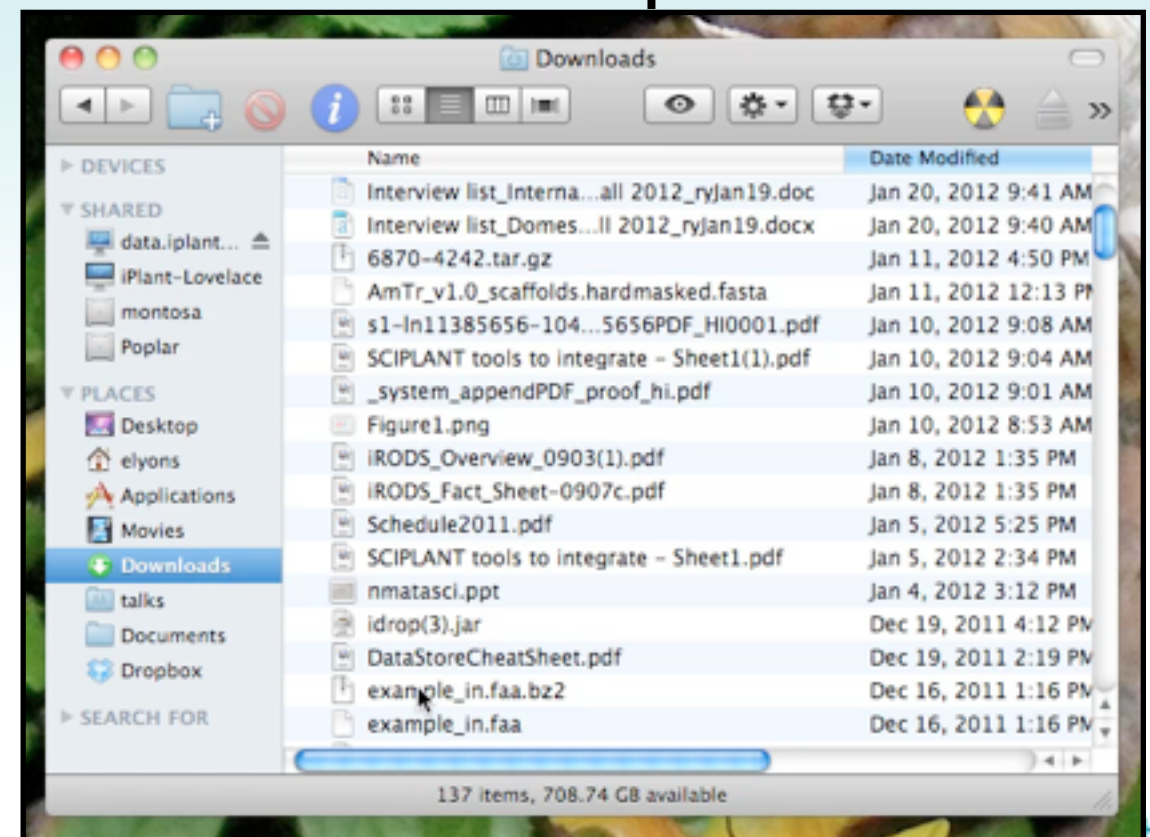 Downloads
DEVICES
SHARED
data.iplant...
iPlant-Lovelace
montosa
Poplar
PLACES
Desktop
elyons
Applications
Movies
Downloads
talks
Documents
Dropbox
SEARCH FOR
Name Date Modified
Interview list_Interna...all 2012_ryJan19.doc Jan 20, 2012 9:41 AM
Interview list_Domes...ll 2012_ryJan19.docx Jan 20, 2012 9:40 AM
6870-4242.tar.gz Jan 11, 2012 4:50 PM
AmTr_v1.0_scaffolds.hardmasked.fasta Jan 11, 2012 12:13 PM
s1-ln11385656-104...5656PDF_HI0001.pdf Jan 10, 2012 9:08 AM
SCIPLANT tools to integrate - Sheet1(1).pdf Jan 10, 2012 9:04 AM
_system_appendPDF_proof_hi.pdf Jan 10, 2012 9:01 AM
Figure1.png Jan 10, 2012 8:53 AM
iRODS_Overview_0903(1).pdf Jan 8, 2012 1:35 PM
iRODS_Fact_Sheet-0907c.pdf Jan 8, 2012 1:35 PM
Schedule2011.pdf Jan 5, 2012 5:25 PM
SCIPLANT tools to integrate - Sheet1.pdf Jan 5, 2012 2:34 PM
nmatasci.ppt Jan 4, 2012 3:12 PM
idrop(3).jar Dec 19, 2011 4:12 PM
DataStoreCheatSheet.pdf Dec 19, 2011 2:19 PM
example_in.faa.bz2 Dec 16, 2011 1:16 PM
example_in.faa Dec 16, 2011 1:16 PM
137 items, 708.74 GB available